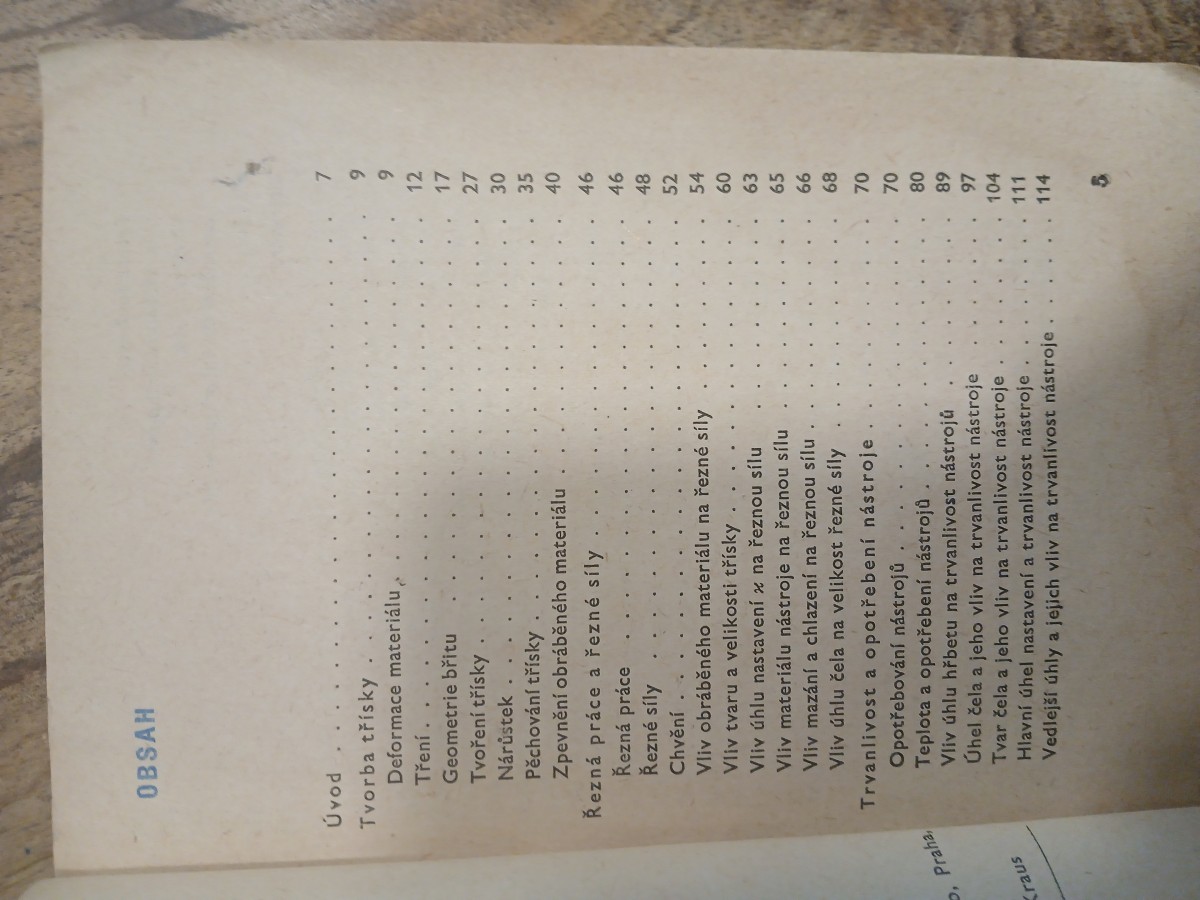 OBSAH
Úvod . . . . . . . . . . . . . . . . . . . . 7
Tvorba třísky . . . . . . . . . . . . . . . . . 9
Deformace materiálu . . . . . . . . . . . . . . 9
Tření . . . . . . . . . . . . . . . . . . . 12
Geometrie břitu . . . . . . . . . . . . . . . 17
Tvoření třísky . . . . . . . . . . . . . . . . 27
Nárůstek . . . . . . . . . . . . . . . . . 30
Pěchování třísky . . . . . . . . . . . . . . . 35
Zpevnění obráběného materiálu . . . . . . . . . . 40
Řezná práce a řezné síly . . . . . . . . . . . . 46
Řezná práce . . . . . . . . . . . . . . . . 46
Řezné síly . . . . . . . . . . . . . . . . 48
Chvění . . . . . . . . . . . . . . . . . . 52
Vliv obráběného materiálu na řezné síly . . . . . . . 54
Vliv tvaru a velikosti třísky . . . . . . . . . . . 60
Vliv úhlu nastavení ϰ na řeznou sílu . . . . . . . . 63
Vliv materiálu nástroje na řeznou sílu . . . . . . . . 65
Vliv mazání a chlazení na řeznou sílu . . . . . . . . 66
Vliv úhlu čela na velikost řezné síly . . . . . . . . 68
Trvanlivost a opotřebení nástroje . . . . . . . . 70
Opotřebování nástrojů . . . . . . . . . . . . . 70
Teplota a opotřebení nástrojů . . . . . . . . . . 80
Vliv úhlu hřbetu na trvanlivost nástrojů . . . . . . . 89
Úhel čela a jeho vliv na trvanlivost nástroje . . . . . . 97
Tvar čela a jeho vliv na trvanlivost nástroje . . . . . . 104
Hlavní úhel nastavení a trvanlivost nástroje . . . . . . 111
Vedlejší úhly a jejich vliv na trvanlivost nástroje . . . . . 114
5
Praha,
Kraus